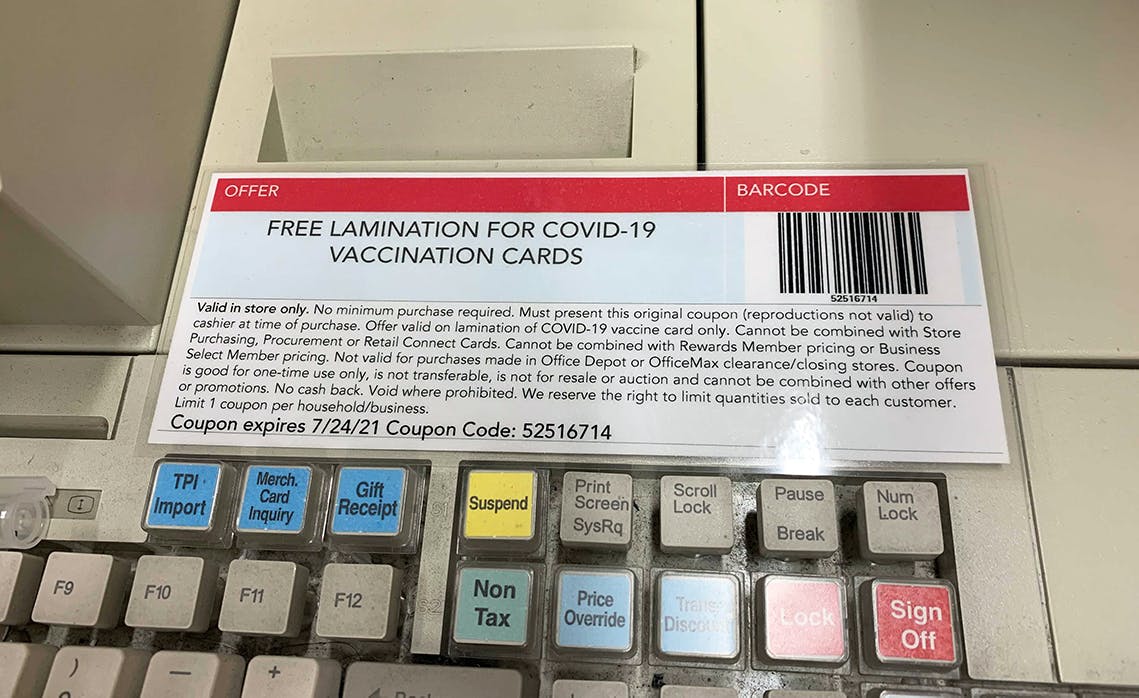 OFFER
BARCODE
FREE LAMINATION FOR COVID-19
VACCINATION CARDS
52516714
Valid in store only. No minimum purchase required. Must present this original coupon (reproductions not valid) to
cashier at time of purchase. Offer valid on lamination of COVID-19 vaccine card only. Cannot be combined with Store
Purchasing, Procurement or Retail Connect Cards. Cannot be combined with Rewards Member pricing or Business
Select Member pricing. Not valid for purchases made in Office Depot or OfficeMax clearance/closing stores. Coupon
is good for one-time use only, is not transferable, is not for resale or auction and cannot be combined with other offers
or promotions. No cash back. Void where prohibited. We reserve the right to limit quantities sold to each customer.
Limit 1 coupon per household/business.
Coupon expires 7/24/21 Coupon Code: 52516714
TPI
Import
Merch.
Card
Inquiry
Gift
Receipt
Suspend
Print
Screen
SysRq
Scroll
Lock
Pause
Break
Num
Lock
F9
F10
F11
F12
Non
Tax
Price
Override
Trans
Discount
Lock
Sign
Off
)
—
+